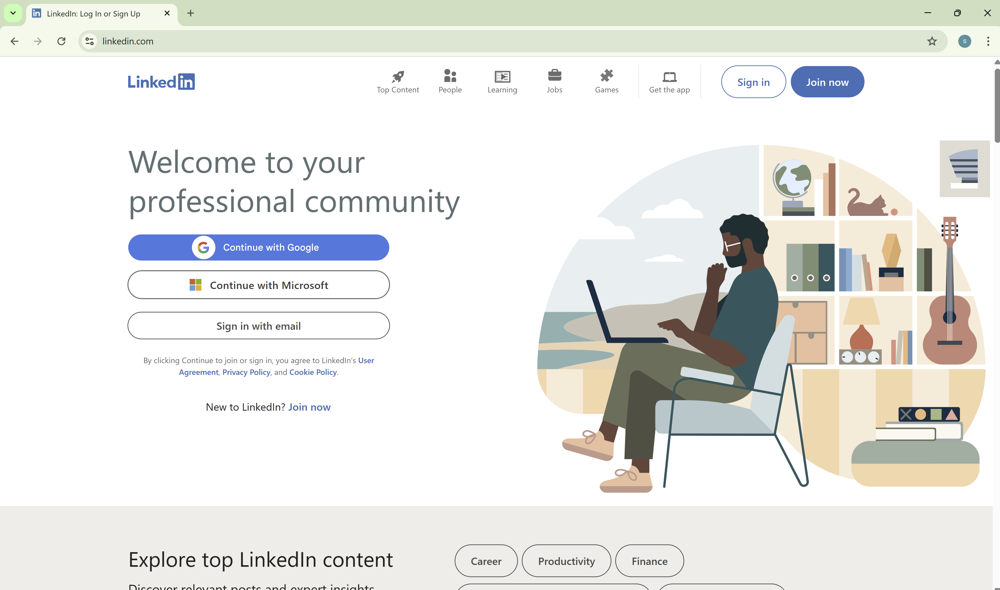 LinkedIn: Log In or Sign Up
linkedin.com
S
Linked in
Top Content
People
Learning
Jobs
Games
Get the app
Sign in
Join now
Welcome to your
professional community
Continue with Google
Continue with Microsoft
Sign in with email
By clicking Continue to join or sign in, you agree to LinkedIn’s User
Agreement, Privacy Policy, and Cookie Policy.
New to LinkedIn? Join now
Explore top LinkedIn content
Career
Productivity
Finance
Discover relevant posts and expert insights